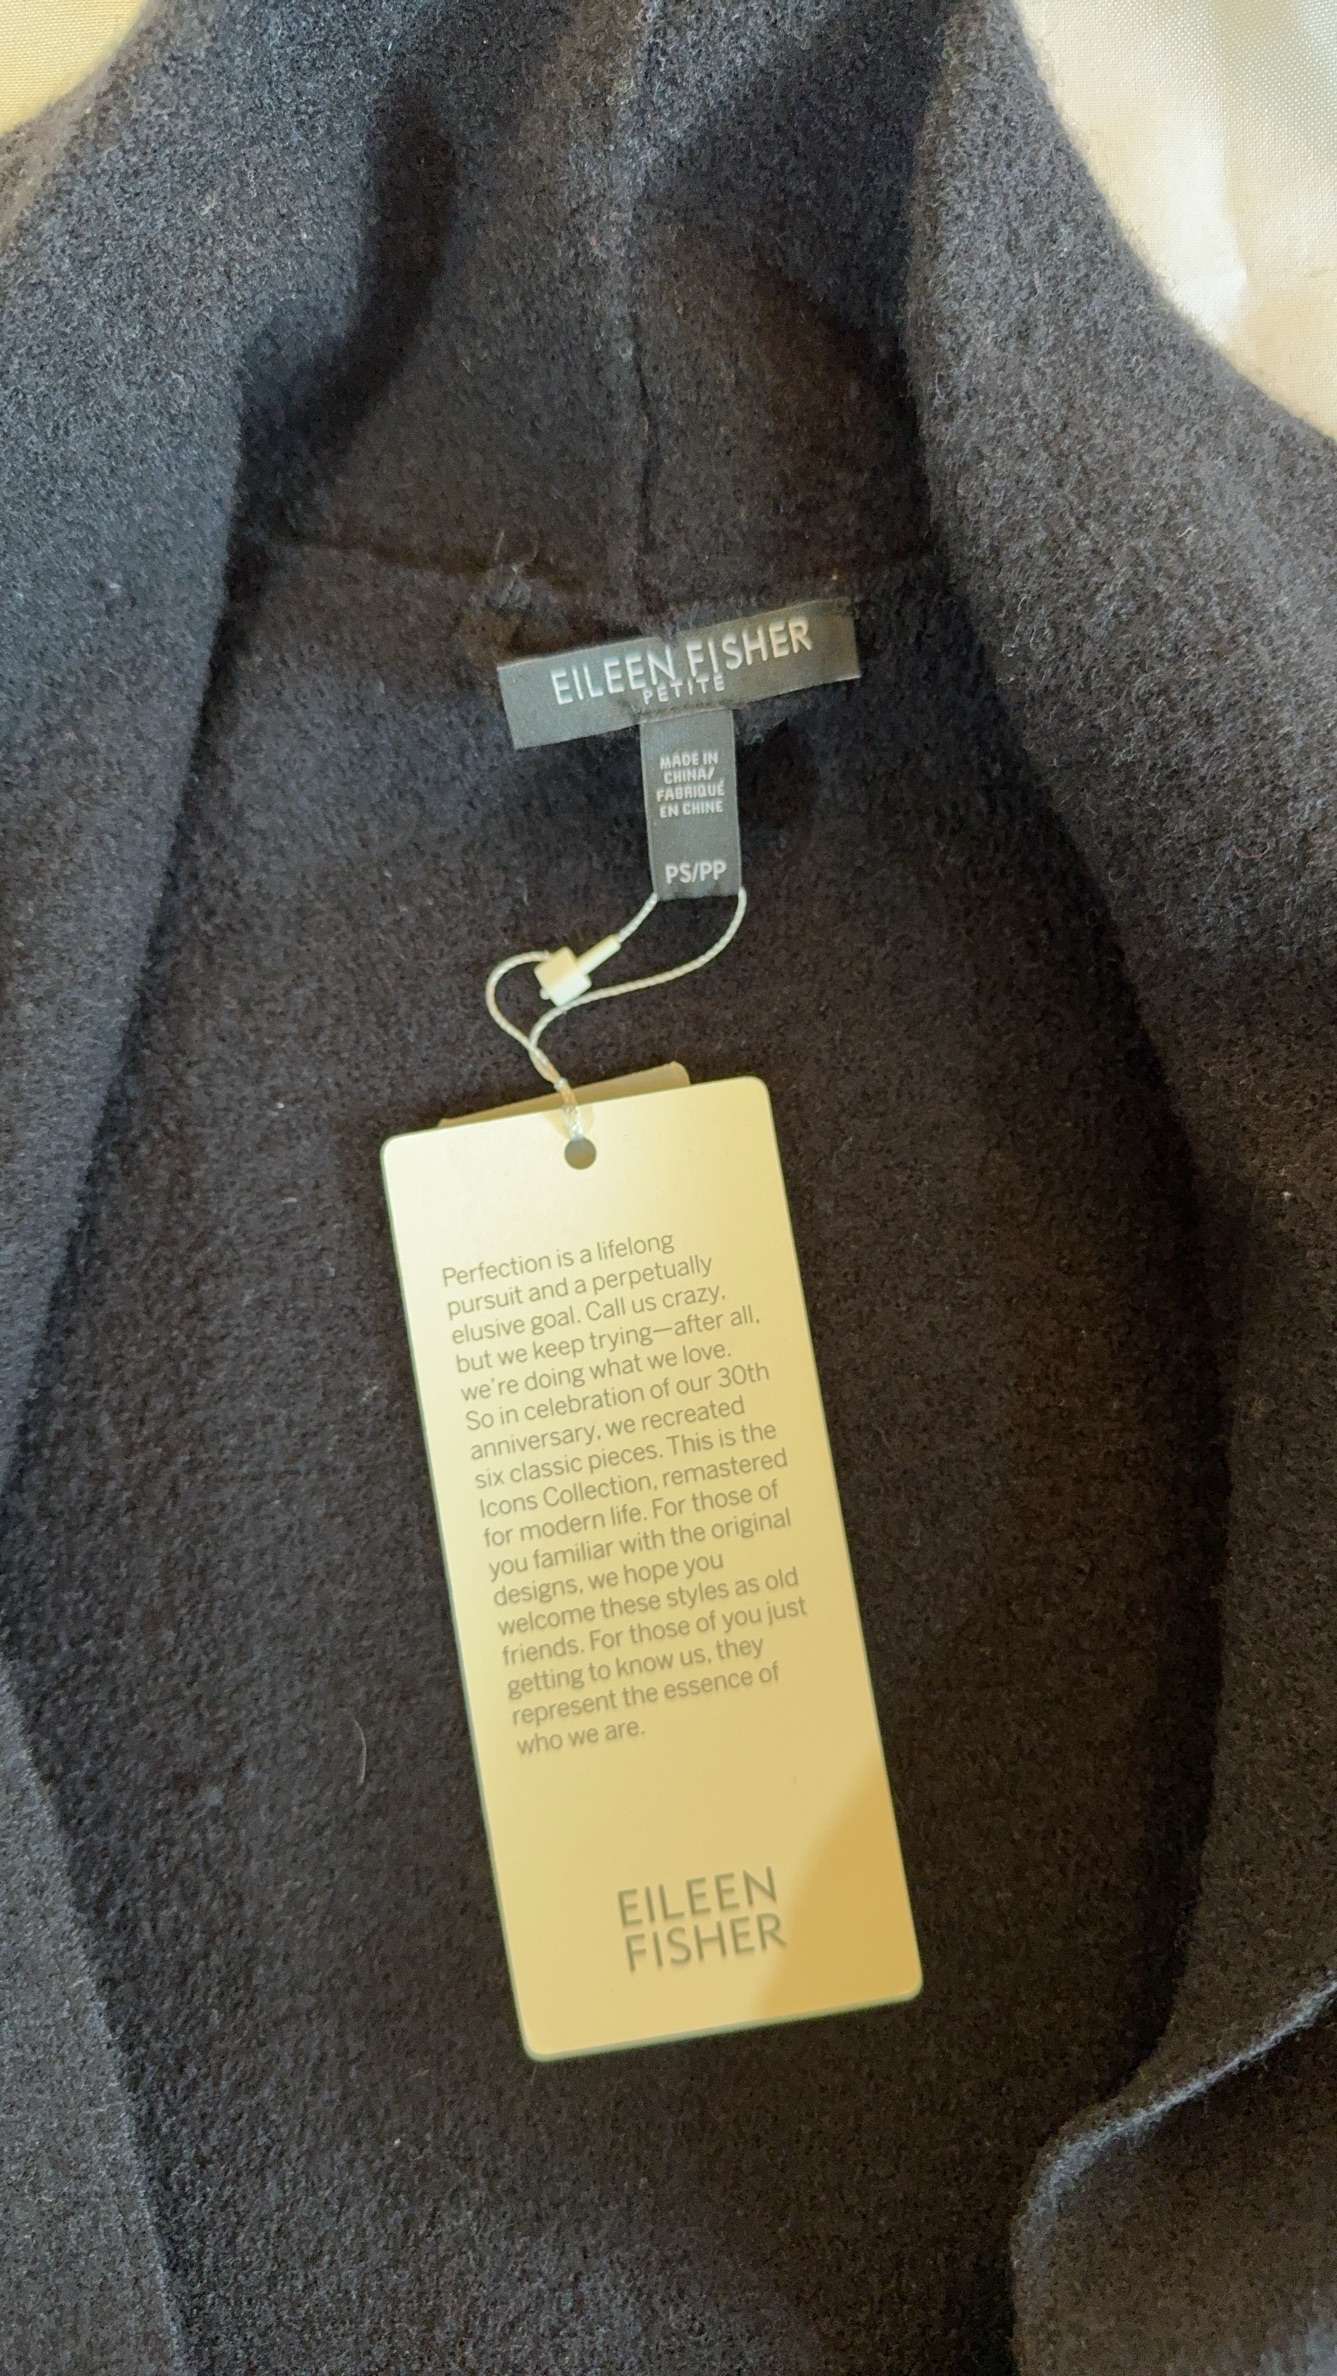 EILEEN FISHER
PETITE
MADE IN
CHINA/
FABRIQUÉ
EN CHINE
PS/PP
Perfection is a lifelong
pursuit and a perpetually
elusive goal. Call us crazy,
but we keep trying—after all,
we're doing what we love.
So in celebration of our 30th
anniversary, we recreated
six classic pieces. This is the
Icons Collection, remastered
for modern life. For those of
you familiar with the original
designs, we hope you
welcome these styles as old
friends. For those of you just
getting to know us, they
represent the essence of
who we are.
EILEEN
FISHER